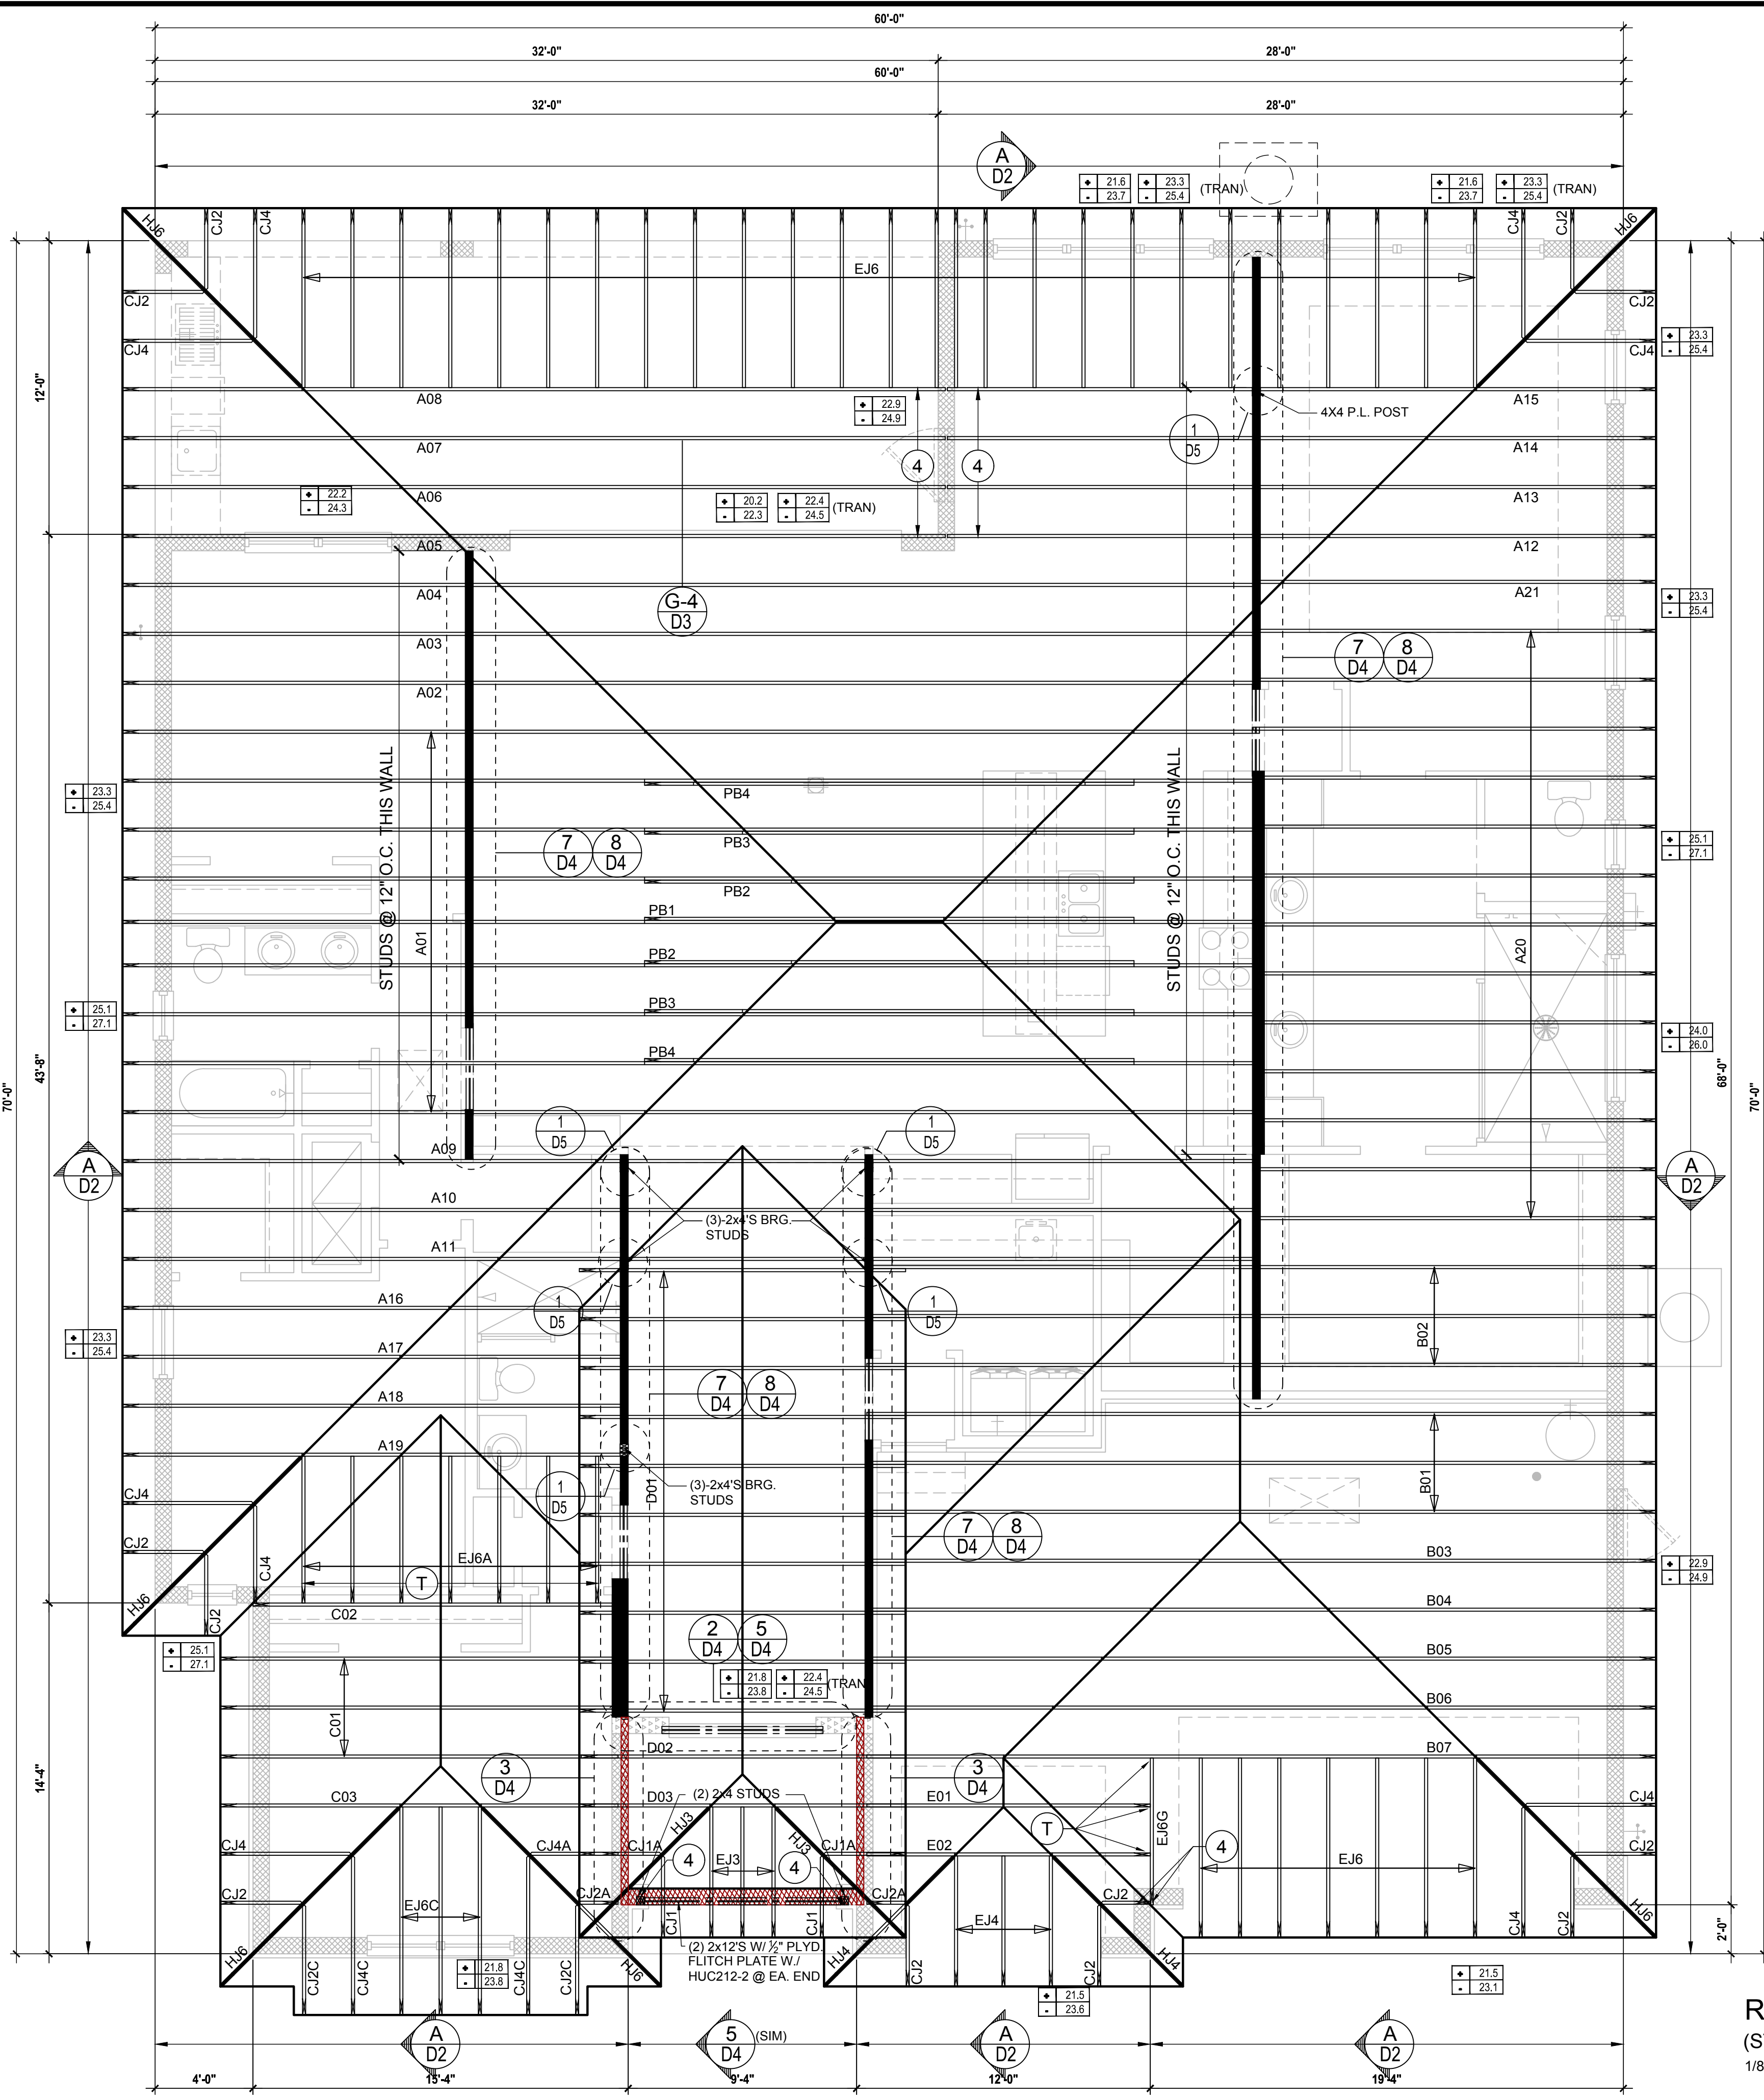 60'-0"
32'-0" 28'-0"
60'-0"
32'-0" 28'-0"
A
D2
+ 21.6 + 23.3 (TRAN) + 21.6 + 23.3 (TRAN)
- 23.7 - 25.4 - 23.7 - 25.4
HJ6 CJ2 CJ4 CJ4 CJ2 HJ6
EJ6
CJ2 CJ2
CJ4 CJ4
+ 23.3
- 25.4
12'-0"
A08 A15
+ 22.9
- 24.9
4X4 P.L. POST
1
D5
A07 A14
4 4
A06 A13
+ 22.2
- 24.3
+ 20.2 + 22.4 (TRAN)
- 22.3 - 24.5
A05 A12
A04 A21
+ 23.3
- 25.4
G-4
D3
A03
7 8
D4 D4
A02
STUDS @ 12" O.C. THIS WALL
STUDS @ 12" O.C. THIS WALL
+ 23.3
- 25.4
PB4
PB3
7 8
D4 D4
+ 25.1
- 27.1
PB2
PB1
A01
A20
PB2
PB3
+ 25.1
- 27.1
+ 24.0
- 26.0
PB4
43'-8"
70'-0"
68'-0"
70'-0"
1 1
D5 D5
A09
A A
D2 D2
A10
(3)-2x4'S BRG.
STUDS
A11
A16
1 1
D5 D5
B02
+ 23.3
- 25.4
A17
7 8
D4 D4
A18
A19
B01
D01
(3)-2x4'S BRG.
STUDS
1
D5
CJ4
CJ2
CJ4
7 8
D4 D4
EJ6A
T
B03
+ 22.9
- 24.9
HJ6
CJ2
C02
B04
2 5
D4 D4
+ 25.1
- 27.1
B05
+ 21.8 + 22.4 (TRAN
- 23.8 - 24.5
C01
B06
D02 B07
14'-4"
3 3
D4 D4
C03 D03 (2) 2x4 STUDS E01 CJ4
HJ3 HJ3
T
EJ6G
4
CJ4 CJ4A CJ1A CJ1A E02 CJ2
4 EJ3 4
EJ6
CJ2 CJ2A CJ2A CJ2
EJ6C
CJ1 CJ1
EJ4
CJ4 CJ2 HJ6
2'-0"
(2) 2x12'S W/ ½" PLYD.
FLITCH PLATE W./
HUC212-2 @ EA. END
HJ6 HJ6 HJ4 HJ4
CJ2C CJ4C CJ4C CJ2C CJ2 CJ2
+ 21.8
- 23.8
+ 21.5
- 23.6
+ 21.5
- 23.1
A 5 (SIM) A A
D2 D4 D2 D2
4'-0" 15'-4" 9'-4" 12'-0" 19'-4"
R
(S
1/8